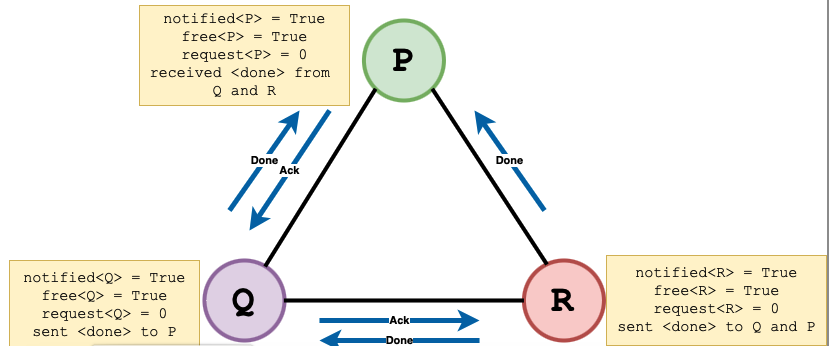 notified<P> = True
free<P> = True
request<P> = 0
received <done> from
Q and R
P
Done
Ack
Done
notified<Q> = True
free<Q> = True
request<Q> = 0
sent <done> to P
Q
R
notified<R> = True
free<R> = True
request<R> = 0
sent <done> to Q and P
Ack
Done